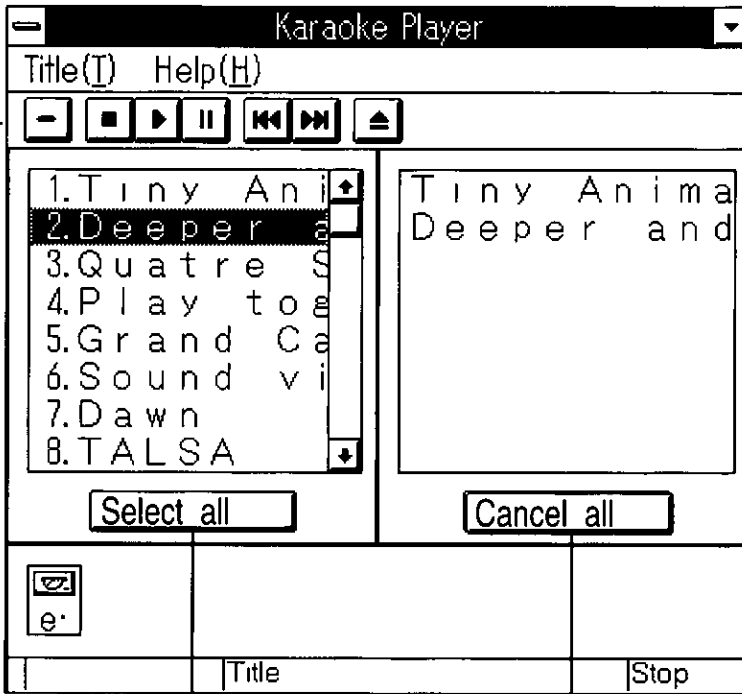 Karaoke Player
Title(T) Help(H)
1.Tiny Ani
2.Deeper a
3.Quatre S
4.Play tog
5.Grand Ca
6.Sound vi
7.Dawn
8.TALSA
Tiny Anima
Deeper and
Select all
Cancel all
e·
Title
Stop